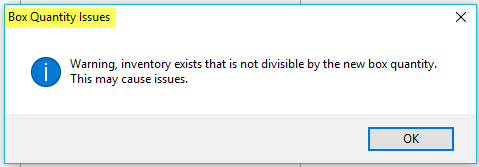 Box Quantity Issues
Warning, inventory exists that is not divisible by the new box quantity.
This may cause issues.
OK